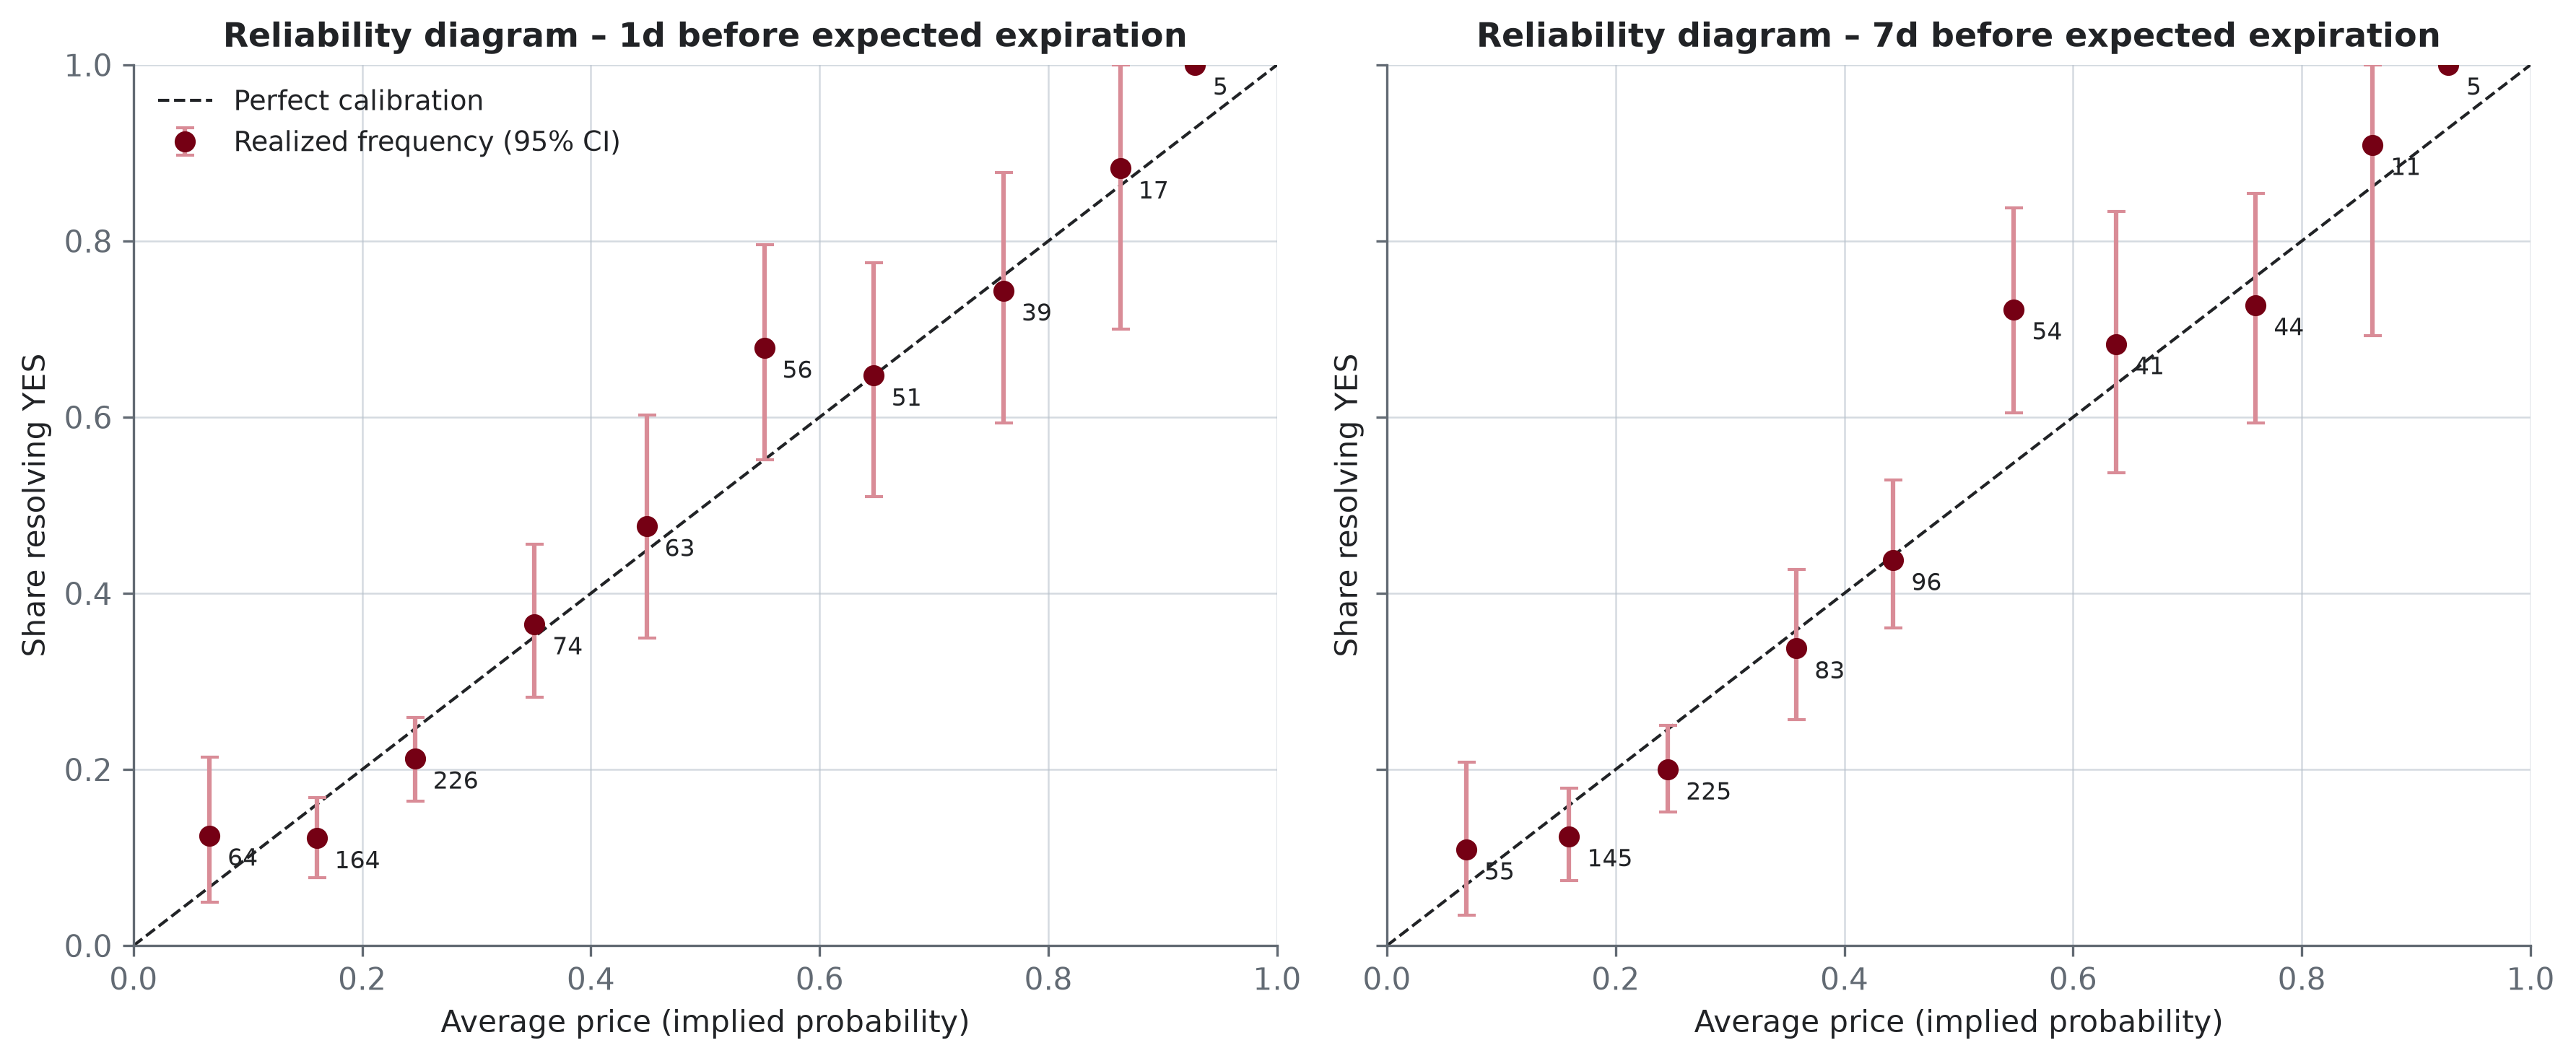 Reliability diagram – 1d before expected expiration
1.0
0.8
0.6
0.4
0.2
0.0
Share resolving YES
Perfect calibration
Realized frequency (95% CI)
64
164
226
74
63
56
51
39
17
5
0.0 0.2 0.4 0.6 0.8 1.0
Average price (implied probability)
Reliability diagram – 7d before expected expiration
Share resolving YES
55
145
225
83
96
54
41
44
11
5
0.0 0.2 0.4 0.6 0.8 1.0
Average price (implied probability)